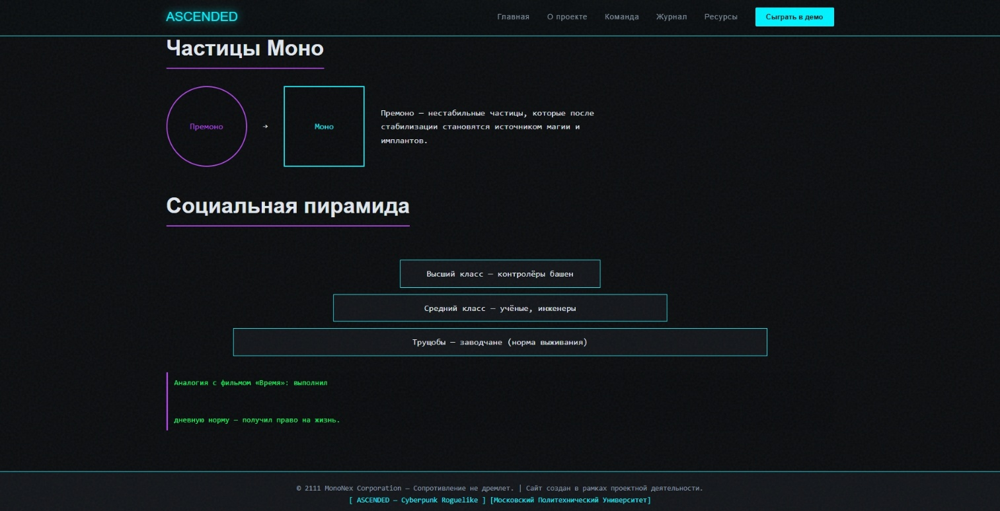 ASCENDED
Главная О проекте Команда Журнал Ресурсы Сыграть в демо
Частицы Моно
Премоно → Моно
Премоно — нестабильные частицы, которые после
стабилизации становятся источником магии и
имплантов.
Социальная пирамида
Высший класс — контролёры башен
Средний класс — учёные, инженеры
Трущобы — заводчане (норма выживания)
Аналогия с фильмом «Время»: выполнил
дневную норму — получил право на жизнь.
© 2111 MonoNex Corporation — Сопротивление не дремлет. | Сайт создан в рамках проектной деятельности.
[ ASCENDED — Cyberpunk Roguelike ] [Московский Политехнический Университет]